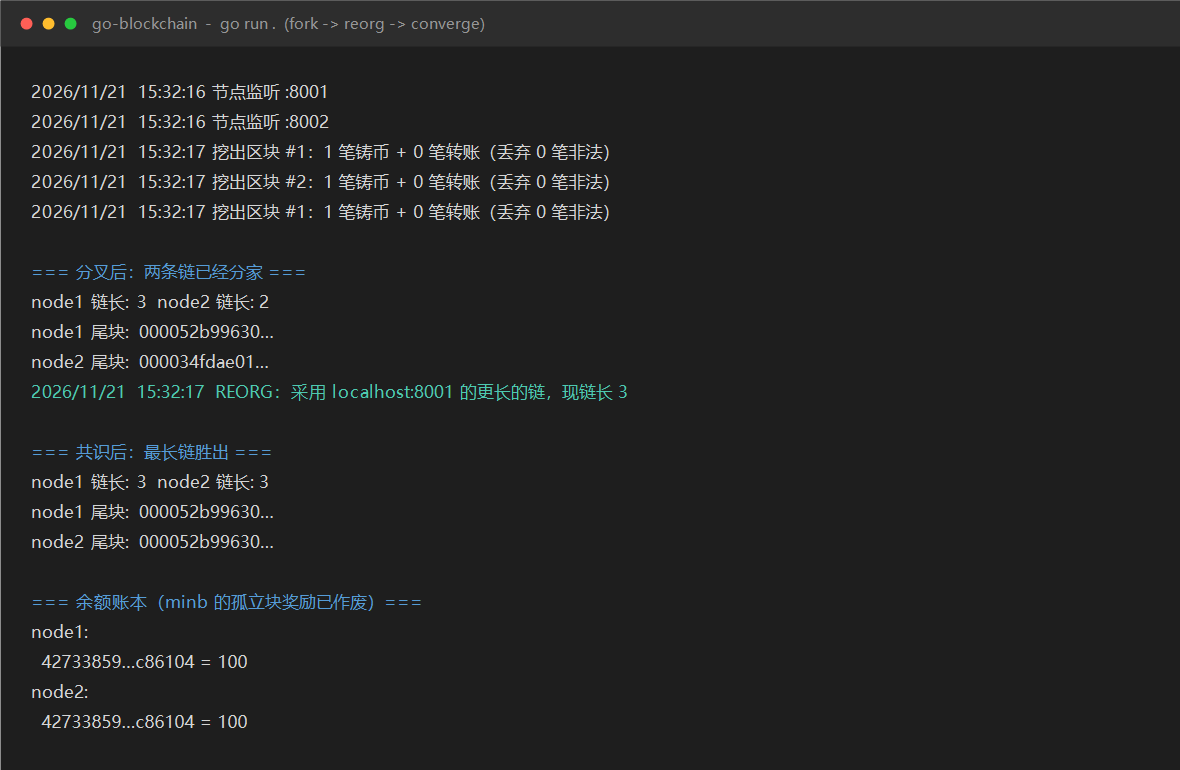 go-blockchain - go run . (fork -> reorg -> converge)
2026/11/21 15:32:16 节点监听 :8001
2026/11/21 15:32:16 节点监听 :8002
2026/11/21 15:32:17 挖出区块 #1：1 笔铸币 + 0 笔转账（丢弃 0 笔非法）
2026/11/21 15:32:17 挖出区块 #2：1 笔铸币 + 0 笔转账（丢弃 0 笔非法）
2026/11/21 15:32:17 挖出区块 #1：1 笔铸币 + 0 笔转账（丢弃 0 笔非法）
=== 分叉后：两条链已经分家 ===
node1 链长: 3 node2 链长: 2
node1 尾块: 000052b99630...
node2 尾块: 000034fdae01...
2026/11/21 15:32:17 REORG：采用 localhost:8001 的更长的链，现链长 3
=== 共识后：最长链胜出 ===
node1 链长: 3 node2 链长: 3
node1 尾块: 000052b99630...
node2 尾块: 000052b99630...
=== 余额账本（minb 的孤立块奖励已作废）===
node1:
42733859...c86104 = 100
node2:
42733859...c86104 = 100